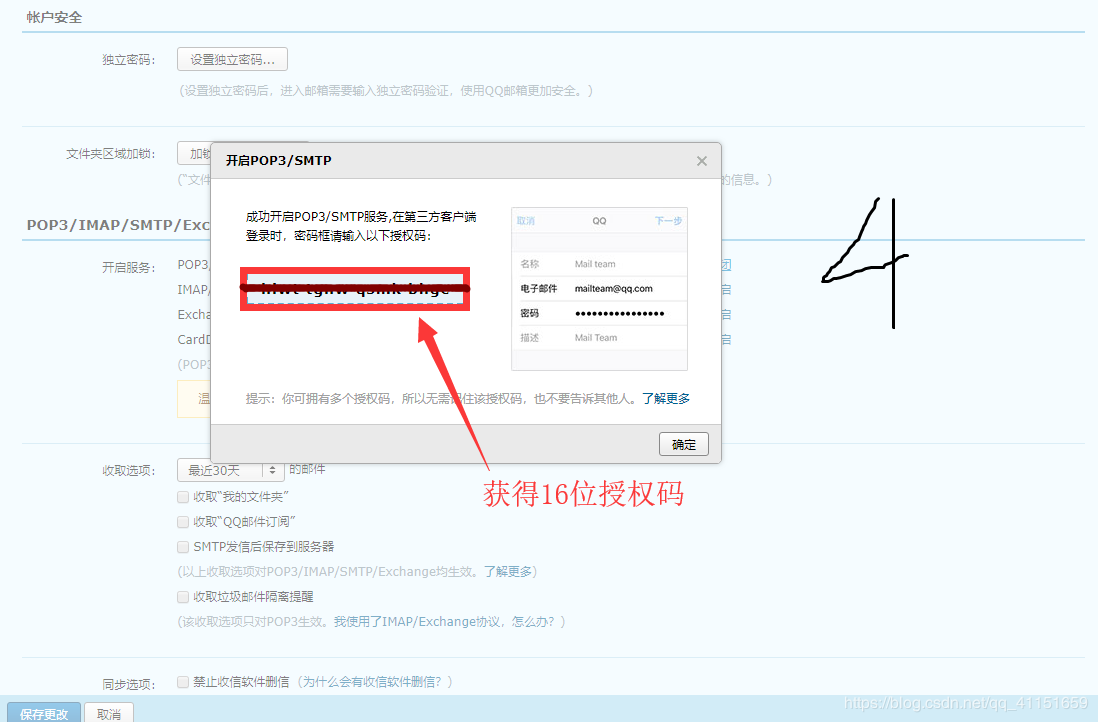 帐户安全
独立密码： 设置独立密码...
(设置独立密码后，进入邮箱需要输入独立密码验证，使用QQ邮箱更加安全。)
文件夹区域加锁： 加锁
("文件 的信息。)
开启POP3/SMTP
成功开启POP3/SMTP服务,在第三方客户端
登录时，密码框请输入以下授权码：
取消 QQ 下一步
名称 Mail team
电子邮件 mailteam@qq.com
密码 ●●●●●●●●●●●●●●●●
描述 Mail Team
提示：你可拥有多个授权码，所以无需记住该授权码，也不要告诉其他人。了解更多
确定
4
获得16位授权码
POP3/IMAP/SMTP/Exc
开启服务： POP3
IMAP/
Excha
CardD
(POP3
温
收取选项： 最近30天 的邮件
收取"我的文件夹"
收取"QQ邮件订阅"
SMTP发信后保存到服务器
(以上收取选项对POP3/IMAP/SMTP/Exchange均生效。了解更多)
收取垃圾邮件隔离提醒
(该收取选项只对POP3生效。我使用了IMAP/Exchange协议，怎么办？)
同步选项： 禁止收信软件删信 (为什么会有收信软件删信？)
保存更改 取消
https://blog.csdn.net/qq_41151659